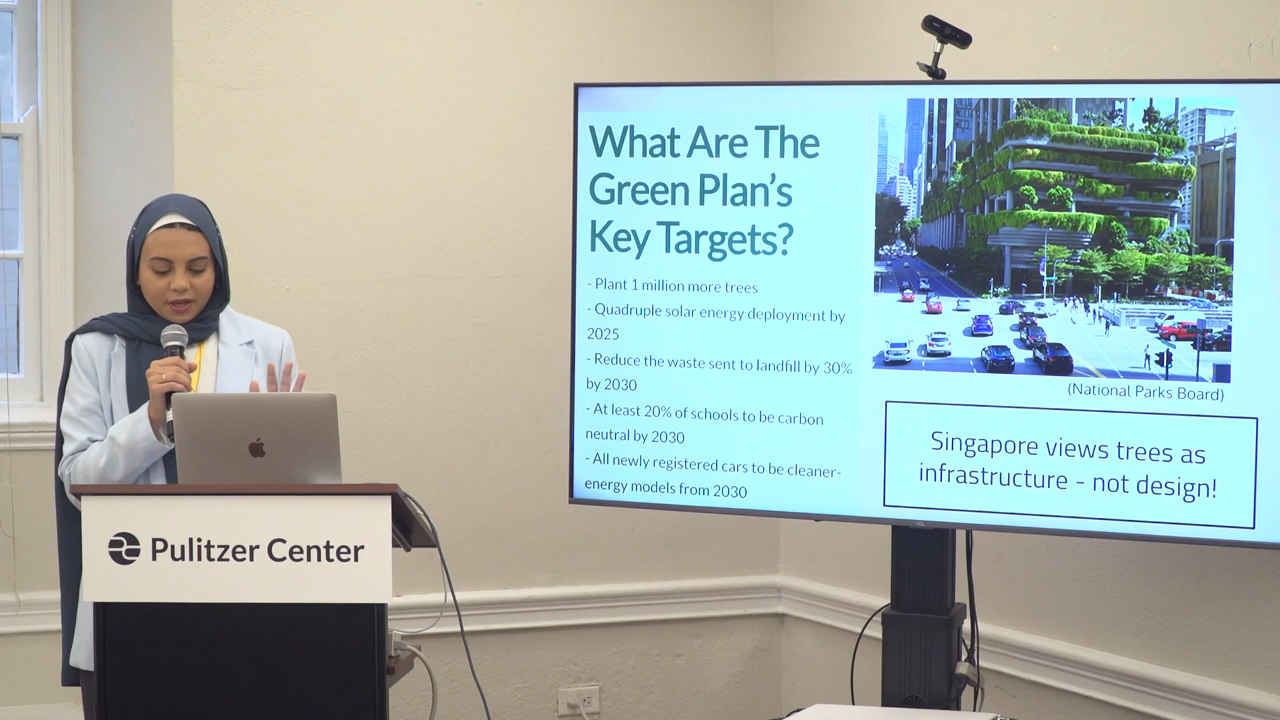 What Are The
Green Plan's
Key Targets?
- Plant 1 million more trees
- Quadruple solar energy deployment by
2025
- Reduce the waste sent to landfill by 30%
by 2030
- At least 20% of schools to be carbon
neutral by 2030
- All newly registered cars to be cleaner-
energy models from 2030
(National Parks Board)
Singapore views trees as
infrastructure - not design!
Pulitzer Center
TCL